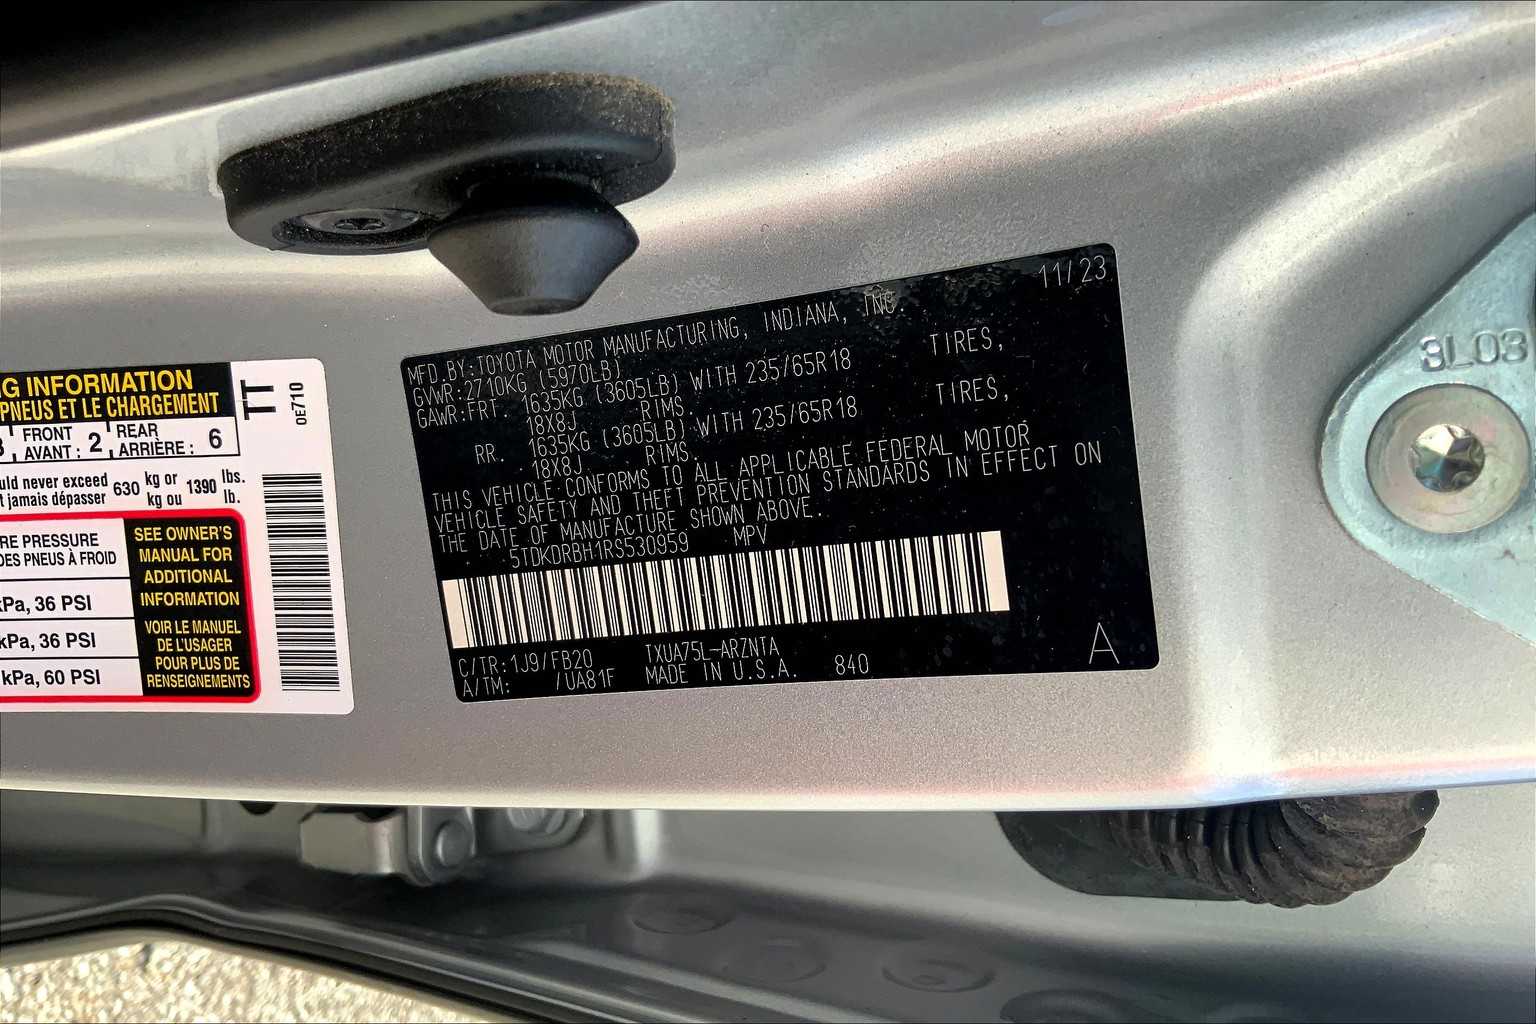 G INFORMATION
PNEUS ET LE CHARGEMENT
TT
0E710
FRONT
AVANT : 2
REAR
ARRIÈRE : 6
uld never exceed 630 kg or 1390 lbs.
t jamais dépasser kg ou lb.
RE PRESSURE
DES PNEUS À FROID
kPa, 36 PSI
kPa, 36 PSI
kPa, 60 PSI
SEE OWNER'S
MANUAL FOR
ADDITIONAL
INFORMATION
VOIR LE MANUEL
DE L'USAGER
POUR PLUS DE
RENSEIGNEMENTS
11/23
MFD.BY:TOYOTA MOTOR MANUFACTURING, INDIANA, INC.
GVWR:2710KG (5970LB)
GAWR:FRT. 1635KG (3605LB) WITH 235/65R18 TIRES,
18X8J RIMS.
RR. 1635KG (3605LB) WITH 235/65R18 TIRES,
18X8J RIMS.
THIS VEHICLE CONFORMS TO ALL APPLICABLE FEDERAL MOTOR
VEHICLE SAFETY AND THEFT PREVENTION STANDARDS IN EFFECT ON
THE DATE OF MANUFACTURE SHOWN ABOVE.
5TDKDRBH1RS530959 MPV
C/TR:1J9/FB20 TXUA75L-ARZNTA
A/TM: /UA81F MADE IN U.S.A. 840
A
3L03